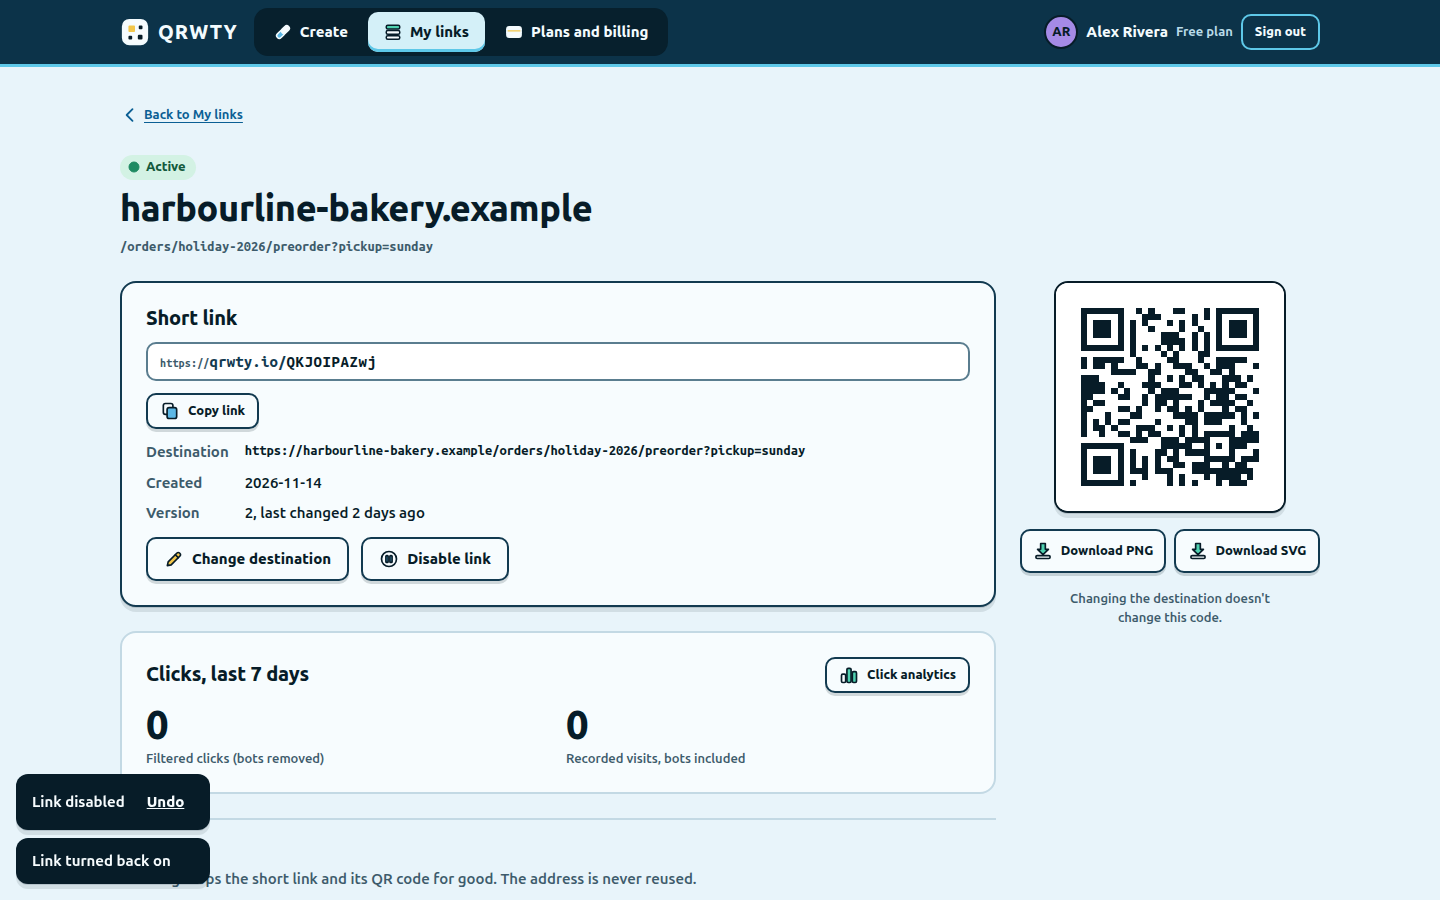 QRWTY
Create
My links
Plans and billing
AR
Alex Rivera
Free plan
Sign out
Back to My links
Active
harbourline-bakery.example
/orders/holiday-2026/preorder?pickup=sunday
Short link
https://qrwty.io/QKJOIPAZwj
Copy link
Destination https://harbourline-bakery.example/orders/holiday-2026/preorder?pickup=sunday
Created 2026-11-14
Version 2, last changed 2 days ago
Change destination
Disable link
Download PNG
Download SVG
Changing the destination doesn't
change this code.
Clicks, last 7 days
Click analytics
0
Filtered clicks (bots removed)
0
Recorded visits, bots included
Link disabled Undo
Link turned back on
the short link and its QR code for good. The address is never reused.